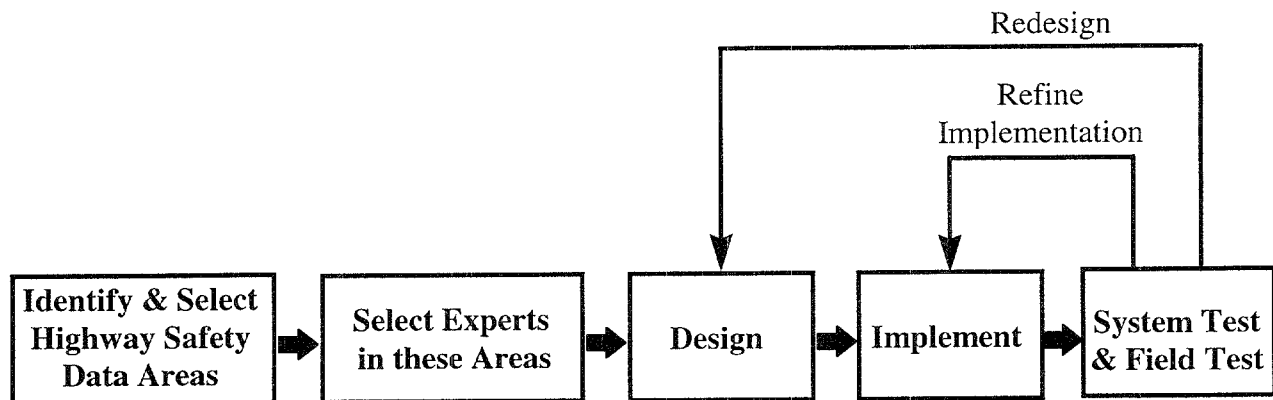 Redesign
Refine
Implementation
Identify & Select
Highway Safety
Data Areas
Select Experts
in these Areas
Design
Implement
System Test
& Field Test